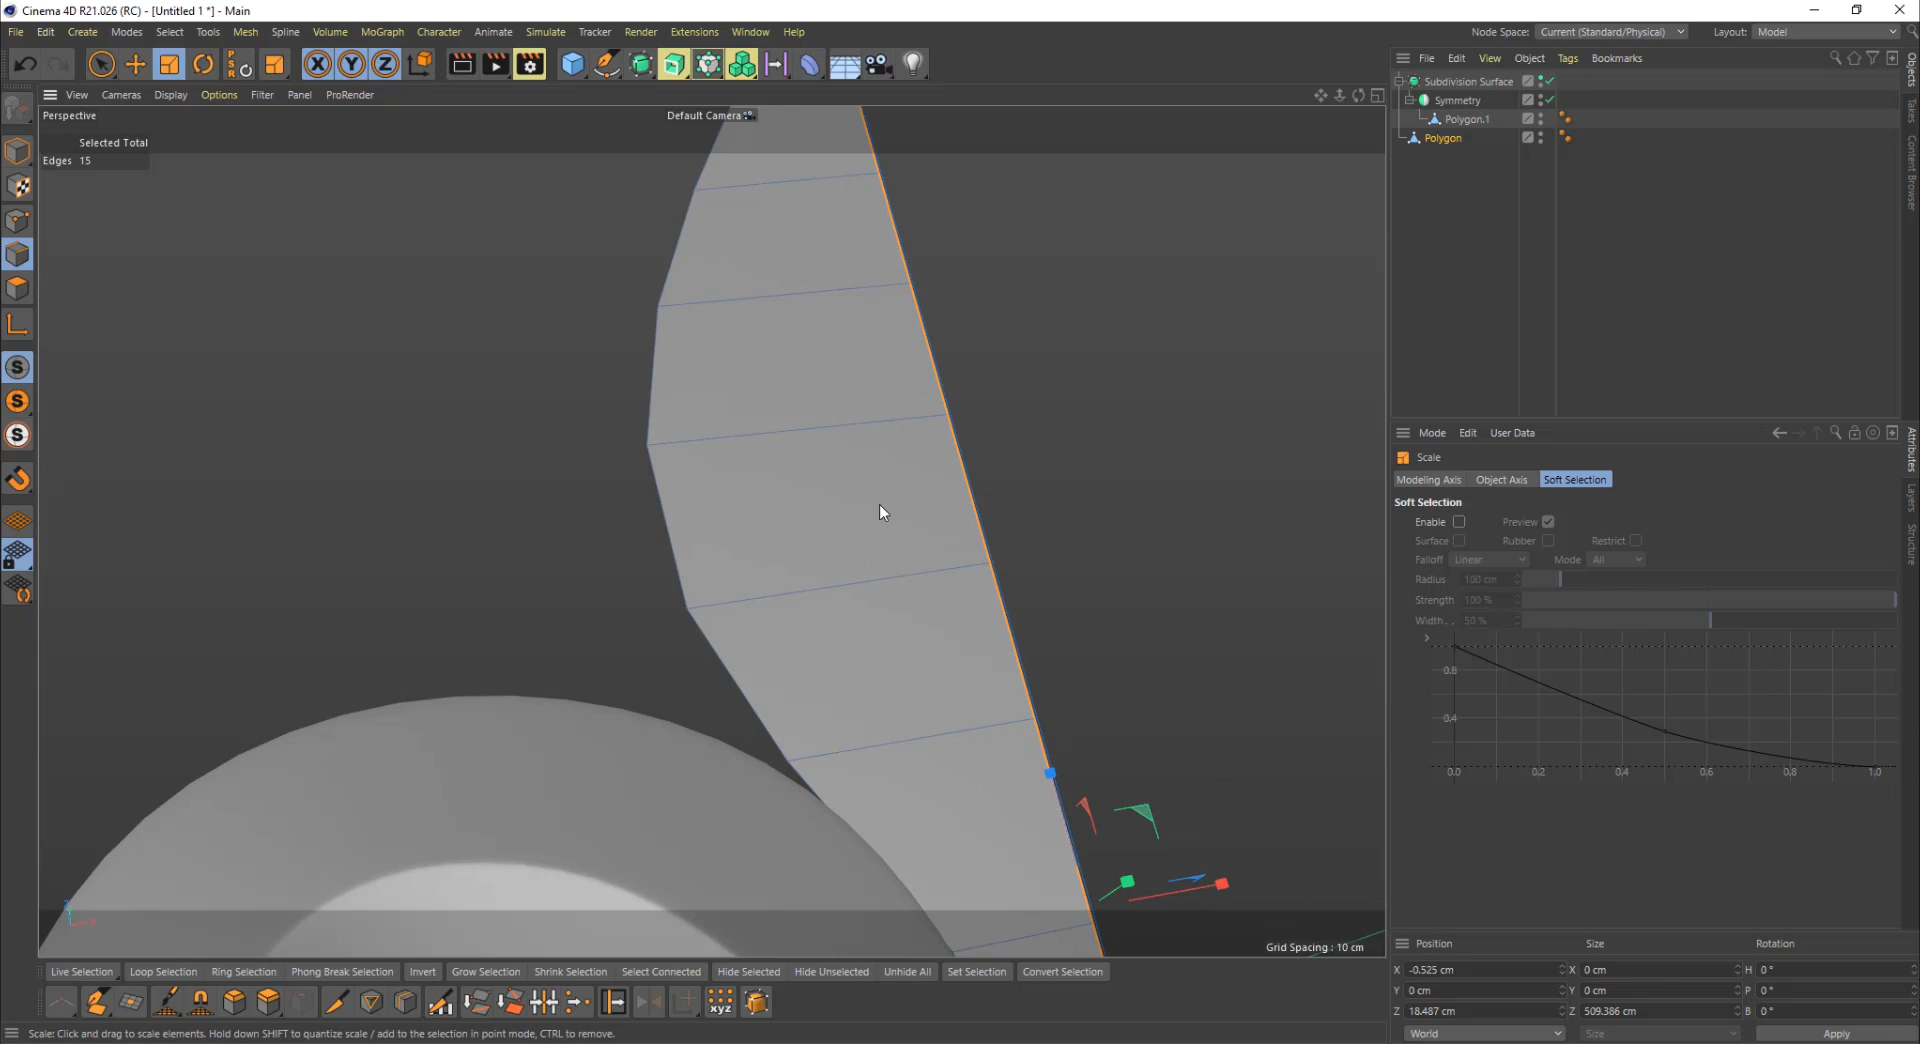 Cinema 4D R21.026 (RC) - [Untitled 1 *] - Main
File Edit Create Modes Select Tools Mesh Spline Volume MoGraph Character Animate Simulate Tracker Render Extensions Window Help Node Space: Current (Standard/Physical) Layout: Model
X Y Z P S R
File Edit View Object Tags Bookmarks
View Cameras Display Options Filter Panel ProRender
Perspective Default Camera
Selected Total
Edges 15
Subdivision Surface
Symmetry
Polygon.1
Polygon
Objects
Takes
Content Browser
Mode Edit User Data
Scale
Modeling Axis Object Axis Soft Selection
Soft Selection
Enable Preview
Surface Rubber Restrict
Falloff Linear Mode All
Radius 100 cm
Strength 100 %
Width . . 50 %
0.8
0.4
0.0 0.2 0.4 0.6 0.8 1.0
Attributes
Layers
Structure
S
S
S
Z X
Grid Spacing : 10 cm
Live Selection Loop Selection Ring Selection Phong Break Selection Invert Grow Selection Shrink Selection Select Connected Hide Selected Hide Unselected Unhide All Set Selection Convert Selection
xyz
Position Size Rotation
X -0.525 cm X 0 cm H 0 °
Y 0 cm Y 0 cm P 0 °
Z 18.487 cm Z 509.386 cm B 0 °
World Size Apply
Scale: Click and drag to scale elements. Hold down SHIFT to quantize scale / add to the selection in point mode, CTRL to remove.